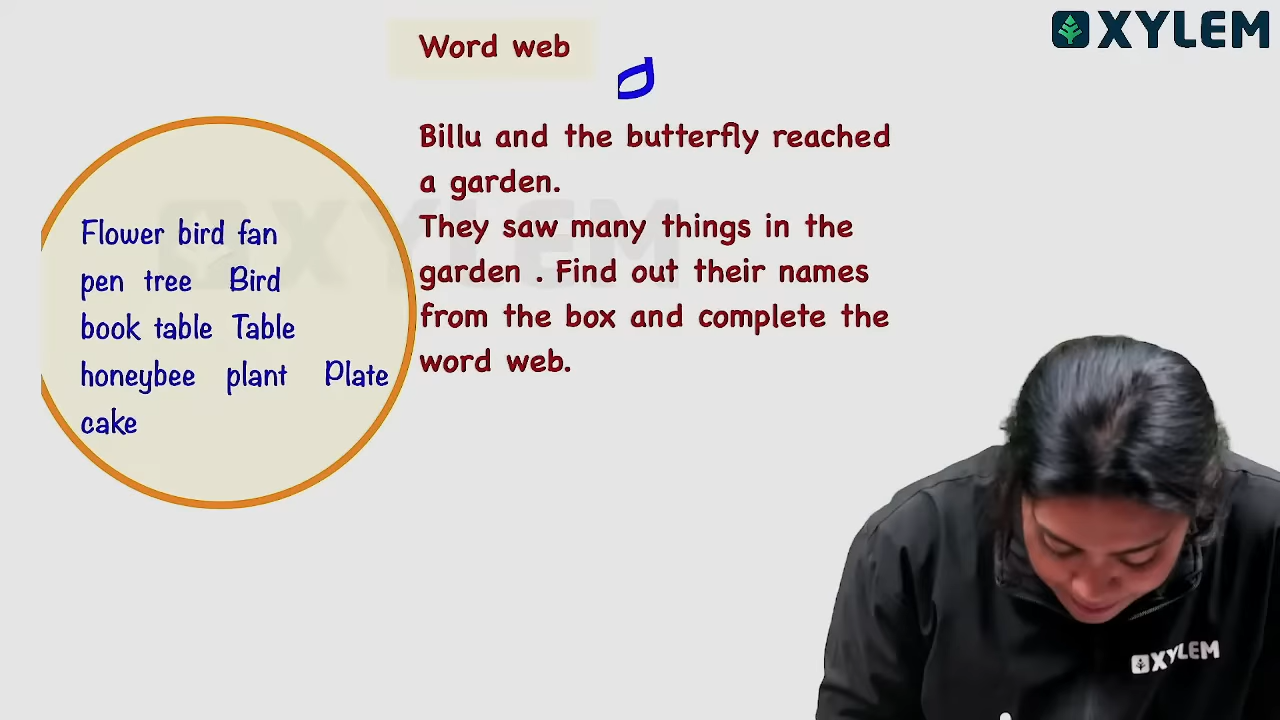 XYLEM
Word web
Billu and the butterfly reached
a garden.
They saw many things in the
garden . Find out their names
from the box and complete the
word web.
Flower bird fan
pen tree Bird
book table Table
honeybee plant Plate
cake
XYLEM
XYLEM